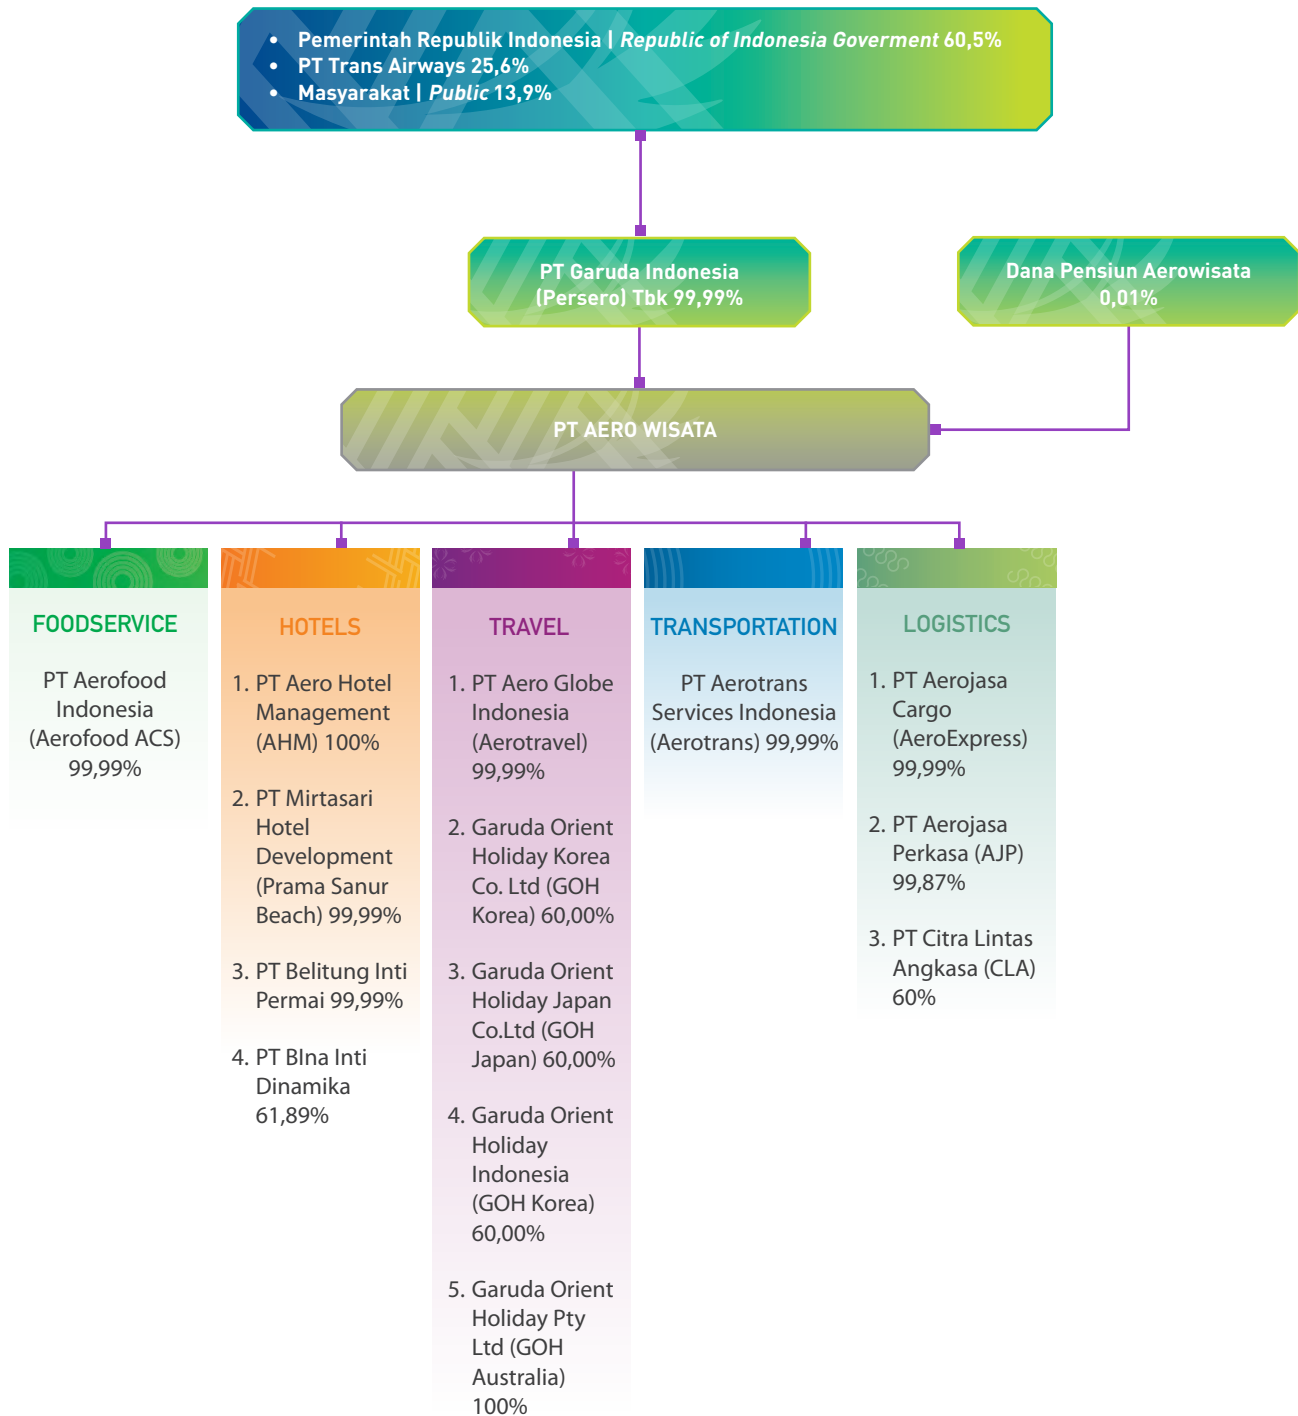 • Pemerintah Republik Indonesia | Republic of Indonesia Goverment 60,5%
• PT Trans Airways 25,6%
• Masyarakat | Public 13,9%
PT Garuda Indonesia
(Persero) Tbk 99,99%
Dana Pensiun Aerowisata
0,01%
PT AERO WISATA
FOODSERVICE
PT Aerofood
Indonesia
(Aerofood ACS)
99,99%
HOTELS
1. PT Aero Hotel
Management
(AHM) 100%
2. PT Mirtasari
Hotel
Development
(Prama Sanur
Beach) 99,99%
3. PT Belitung Inti
Permai 99,99%
4. PT BIna Inti
Dinamika
61,89%
TRAVEL
1. PT Aero Globe
Indonesia
(Aerotravel)
99,99%
2. Garuda Orient
Holiday Korea
Co. Ltd (GOH
Korea) 60,00%
3. Garuda Orient
Holiday Japan
Co.Ltd (GOH
Japan) 60,00%
4. Garuda Orient
Holiday
Indonesia
(GOH Korea)
60,00%
5. Garuda Orient
Holiday Pty
Ltd (GOH
Australia)
100%
TRANSPORTATION
PT Aerotrans
Services Indonesia
(Aerotrans) 99,99%
LOGISTICS
1. PT Aerojasa
Cargo
(AeroExpress)
99,99%
2. PT Aerojasa
Perkasa (AJP)
99,87%
3. PT Citra Lintas
Angkasa (CLA)
60%